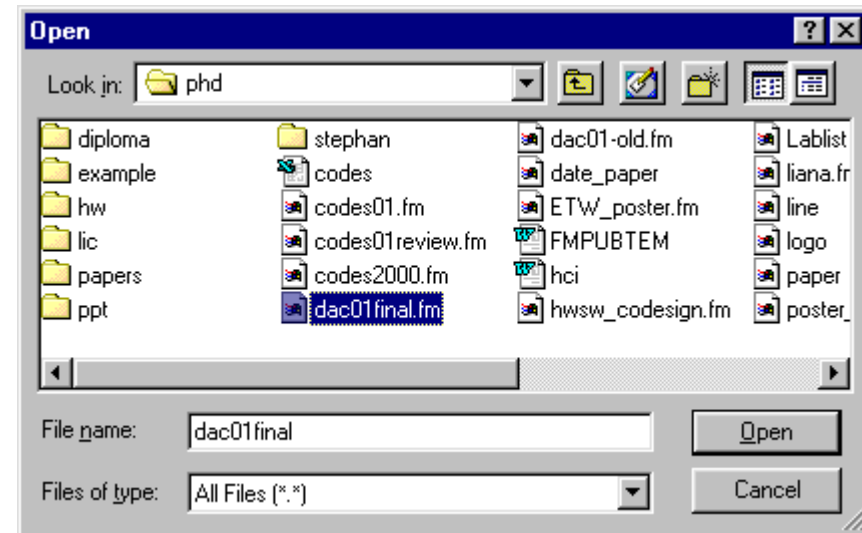 Open
Look in: phd
diploma stephan dac01-old.fm Lablist
example codes date_paper liana.fr
hw codes01.fm ETW_poster.fm line
lic codes01review.fm FMPUBTEM logo
papers codes2000.fm hci paper
ppt dac01final.fm hwsw_codesign.fm poster_
File name: dac01final Open
Files of type: All Files (*.*) Cancel